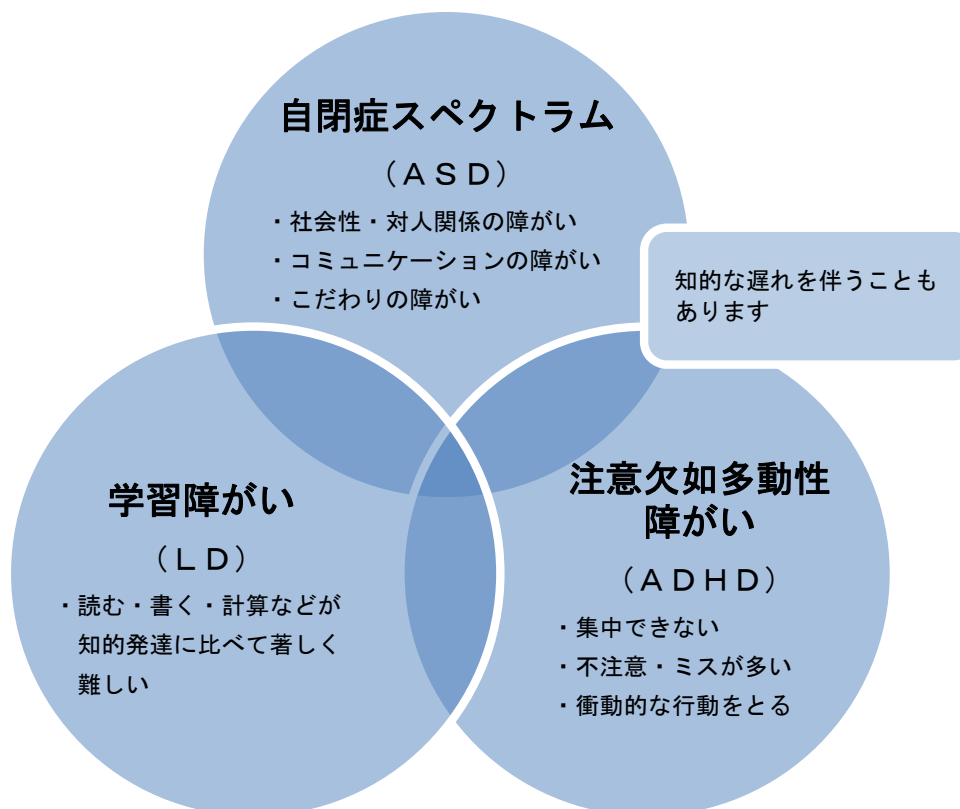 自閉症スペクトラム
（ＡＳＤ）
・社会性・対人関係の障がい
・コミュニケーションの障がい
・こだわりの障がい
知的な遅れを伴うことも
あります
学習障がい
（ＬＤ）
・読む・書く・計算などが
知的発達に比べて著しく
難しい
注意欠如多動性
障がい
（ＡＤＨＤ）
・集中できない
・不注意・ミスが多い
・衝動的な行動をとる